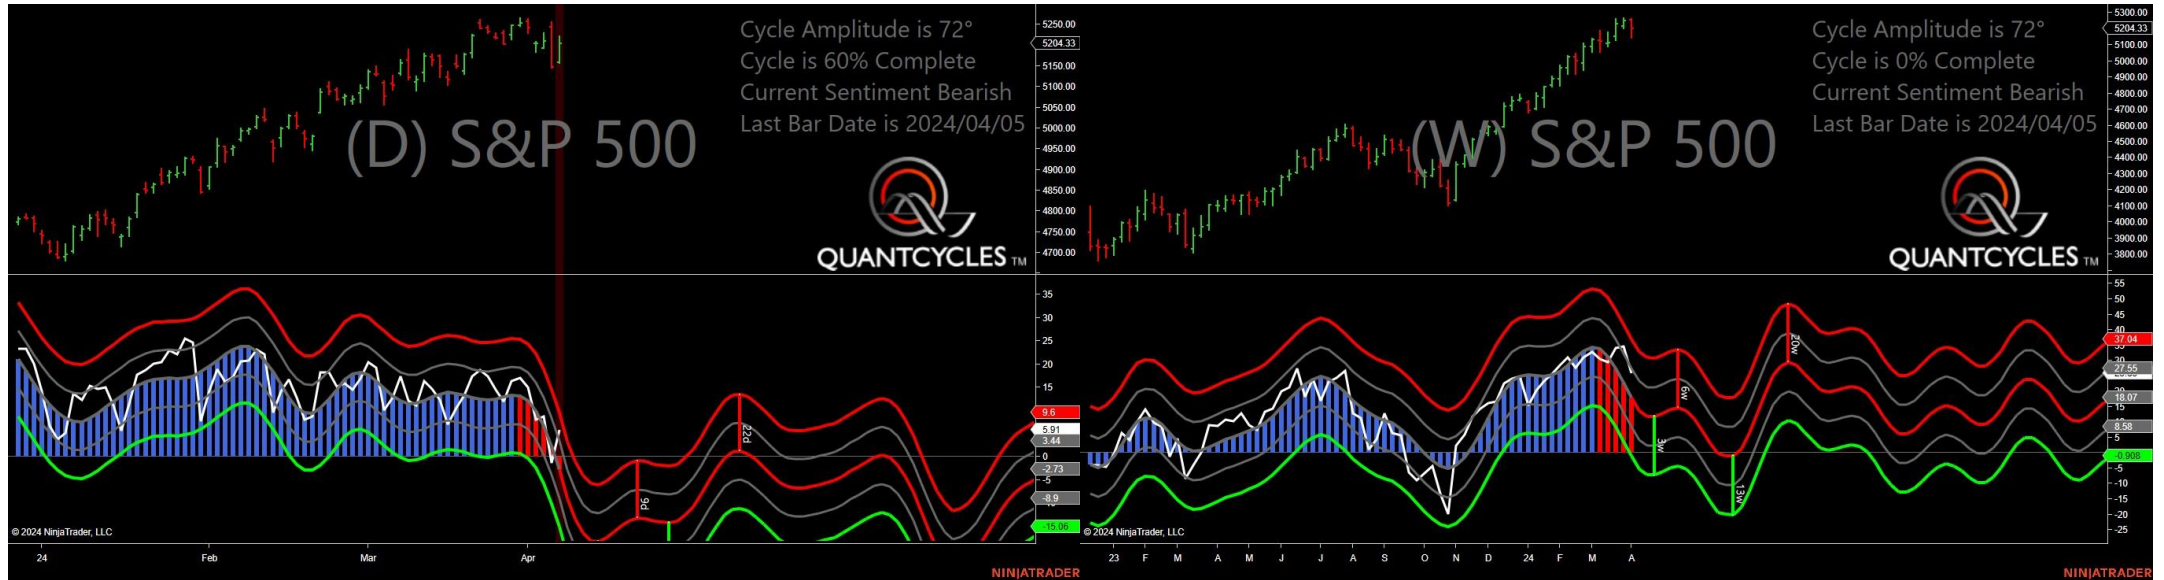 Cycle Amplitude is 72°
Cycle is 60% Complete
Current Sentiment Bearish
Last Bar Date is 2024/04/05
(D) S&P 500
QUANTCYCLES TM
5250.00
5204.33
5150.00
5100.00
5050.00
5000.00
4950.00
4900.00
4850.00
4800.00
4750.00
4700.00
35
30
25
20
15
9.6
5.91
3.44
0
-2.73
-5
-8.9
-15.06
22d
9d
© 2024 NinjaTrader, LLC
24 Feb Mar Apr
NINJATRADER
Cycle Amplitude is 72°
Cycle is 0% Complete
Current Sentiment Bearish
Last Bar Date is 2024/04/05
(W) S&P 500
QUANTCYCLES TM
5300.00
5204.33
5100.00
5000.00
4900.00
4800.00
4700.00
4600.00
4500.00
4400.00
4300.00
4200.00
4100.00
4000.00
3900.00
3800.00
55
50
45
40
37.04
30
27.55
20
18.07
15
8.58
5
-0.908
-5
-10
-15
-20
-25
20w
6w
3w
13w
© 2024 NinjaTrader, LLC
23 F M A M J J A S O N D 24 F M A
NINJATRADER